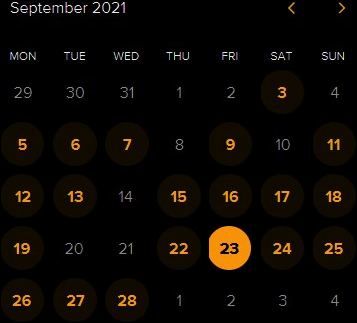 September 2021 < >
MON TUE WED THU FRI SAT SUN
29 30 31 1 2 3 4
5 6 7 8 9 10 11
12 13 14 15 16 17 18
19 20 21 22 23 24 25
26 27 28 1 2 3 4